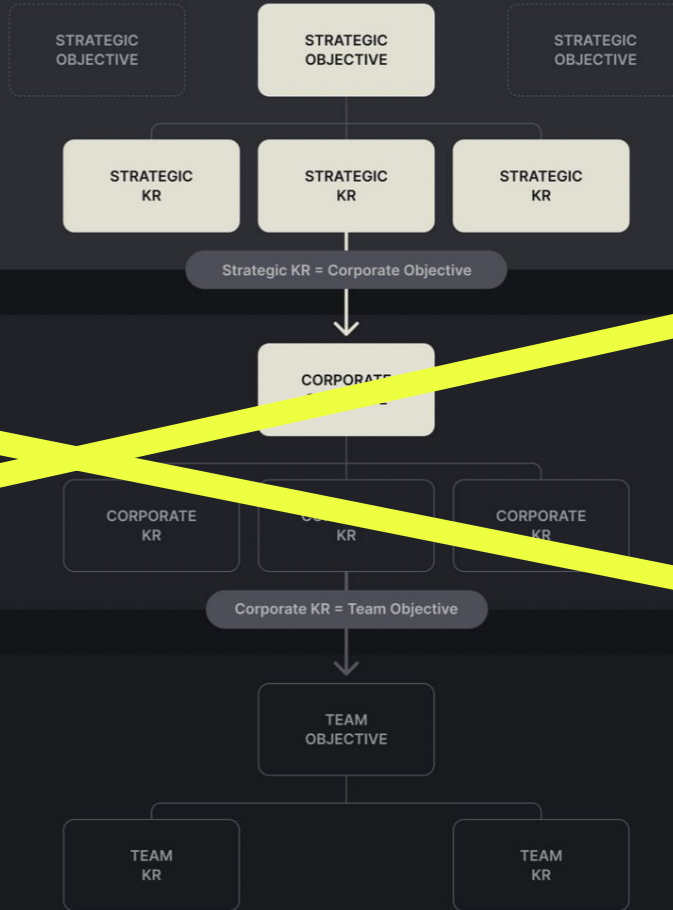 STRATEGIC
OBJECTIVE
STRATEGIC
OBJECTIVE
STRATEGIC
OBJECTIVE
STRATEGIC
KR
STRATEGIC
KR
STRATEGIC
KR
Strategic KR = Corporate Objective
CORPORATE
CORPORATE
KR
KR
CORPORATE
KR
Corporate KR = Team Objective
TEAM
OBJECTIVE
TEAM
KR
TEAM
KR